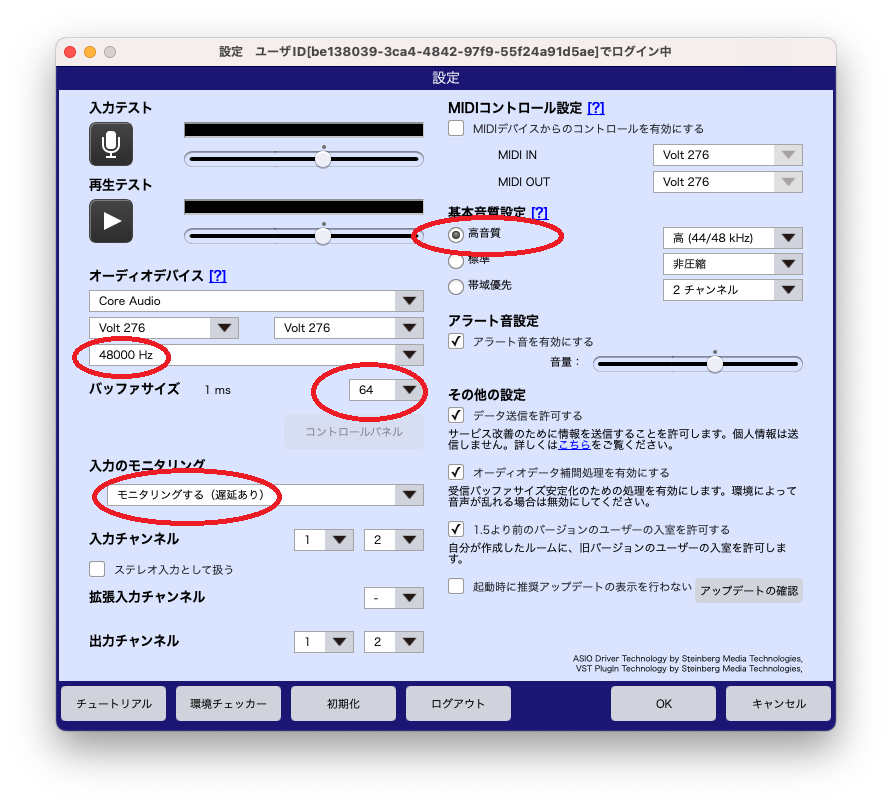 設定 ユーザID[be138039-3ca4-4842-97f9-55f24a91d5ae]でログイン中
設定
入力テスト
再生テスト
オーディオデバイス [?]
Core Audio
Volt 276
Volt 276
48000 Hz
バッファサイズ 1 ms 64
コントロールパネル
入力のモニタリング
モニタリングする（遅延あり）
入力チャンネル 1 2
ステレオ入力として扱う
拡張入力チャンネル -
出力チャンネル 1 2
MIDIコントロール設定 [?]
MIDIデバイスからのコントロールを有効にする
MIDI IN Volt 276
MIDI OUT Volt 276
基本音質設定 [?]
高音質 高 (44/48 kHz)
標準 非圧縮
帯域優先 2 チャンネル
アラート音設定
アラート音を有効にする
音量：
その他の設定
データ送信を許可する
サービス改善のために情報を送信することを許可します。個人情報は送
信しません。詳しくはこちらをご覧ください。
オーディオデータ補間処理を有効にする
受信バッファサイズ安定化のための処理を有効にします。環境によって
音声が乱れる場合は無効にしてください。
1.5より前のバージョンのユーザーの入室を許可する
自分が作成したルームに、旧バージョンのユーザーの入室を許可しま
す。
起動時に推奨アップデートの表示を行わない アップデートの確認
ASIO Driver Technology by Steinberg Media Technologies,
VST PlugIn Technology by Steinberg Media Technologies,
チュートリアル 環境チェッカー 初期化 ログアウト OK キャンセル